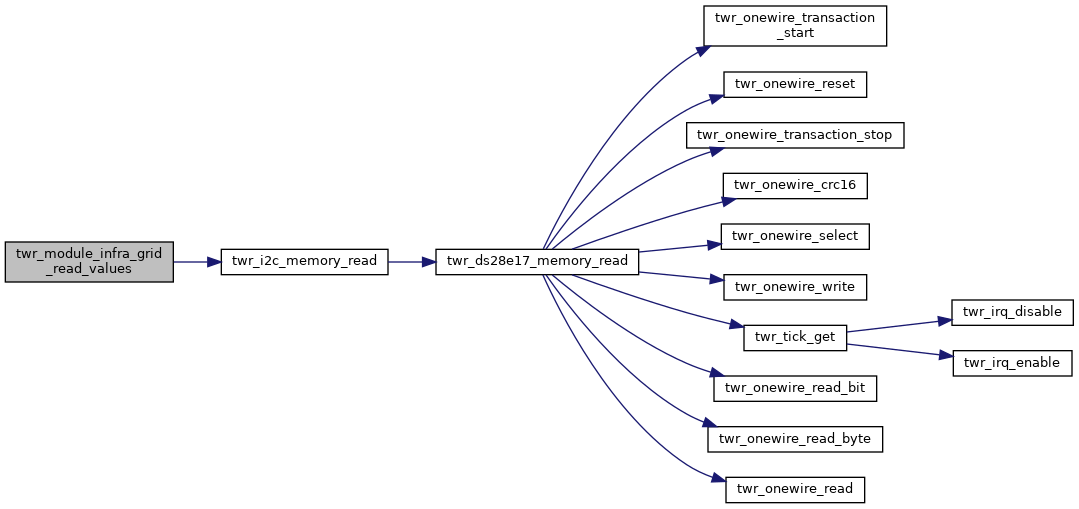 twr_module_infra_grid
_read_values
twr_i2c_memory_read
twr_ds28e17_memory_read
twr_onewire_transaction
_start
twr_onewire_reset
twr_onewire_transaction_stop
twr_onewire_crc16
twr_onewire_select
twr_onewire_write
twr_tick_get
twr_irq_disable
twr_irq_enable
twr_onewire_read_bit
twr_onewire_read_byte
twr_onewire_read